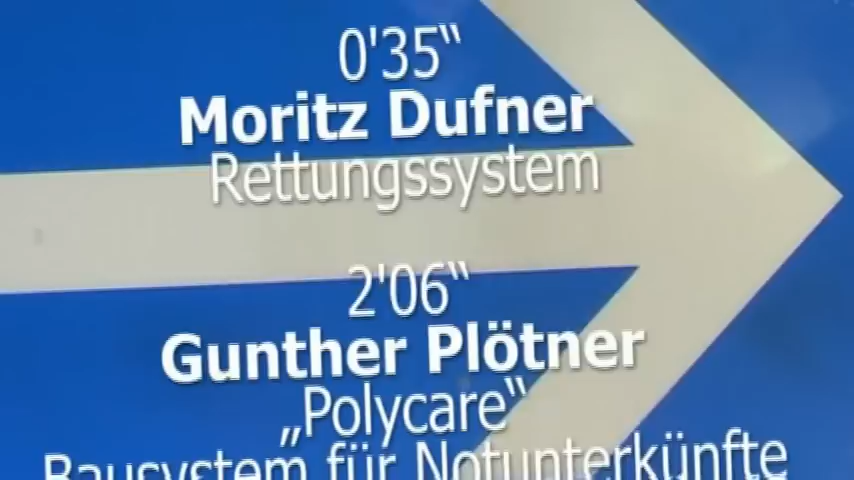 0'35“
Moritz Dufner
Rettungssystem
2'06“
Gunther Plötner
„Polycare“
Bausystem für Notunterkünfte